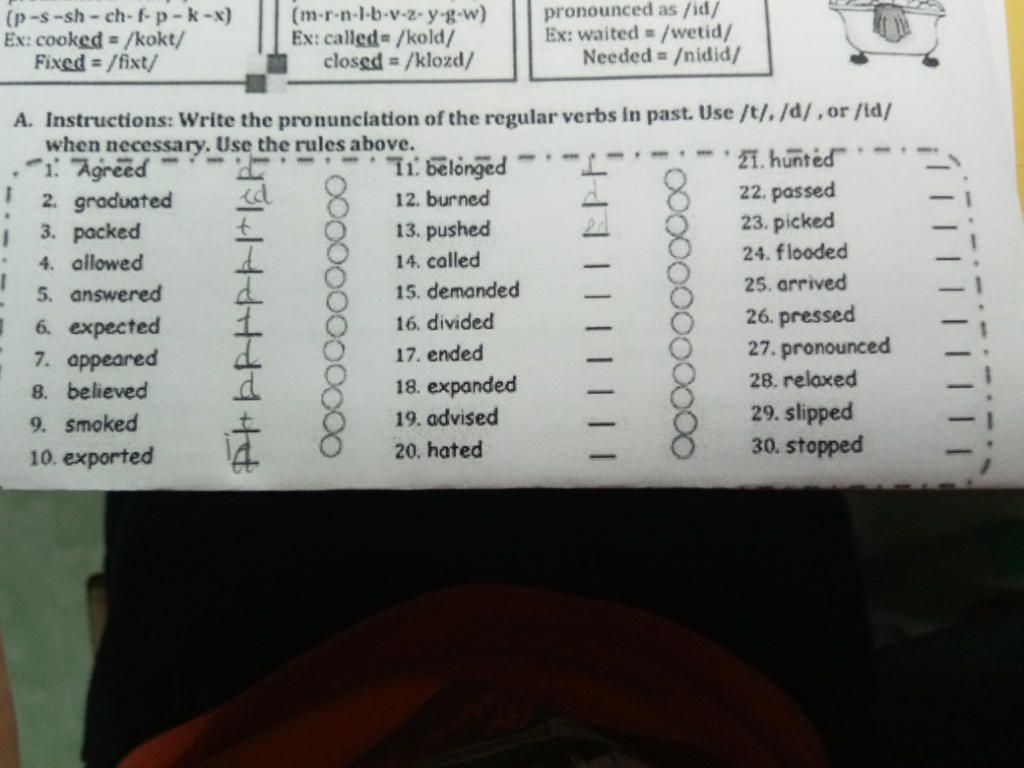 (p -s -sh - ch- f- p - k -x)
Ex: cooked = /kokt/
Fixed = /fixt/
(m-r-n-l-b-v-z- y-g-w)
Ex: called= /kold/
closed = /klozd/
pronounced as /id/
Ex: waited = /wetid/
Needed = /nidid/
A. Instructions: Write the pronunciation of the regular verbs in past. Use /t/, /d/ , or /id/
when necessary. Use the rules above.
1. Agreed d
2. graduated id
3. packed t
4. allowed d
5. answered d
6. expected t
7. appeared d
8. believed d
9. smoked t
10. exported id
11. belonged
12. burned d
13. pushed ed
14. called
15. demanded
16. divided
17. ended
18. expanded
19. advised
20. hated
21. hunted
22. passed
23. picked
24. flooded
25. arrived
26. pressed
27. pronounced
28. relaxed
29. slipped
30. stopped